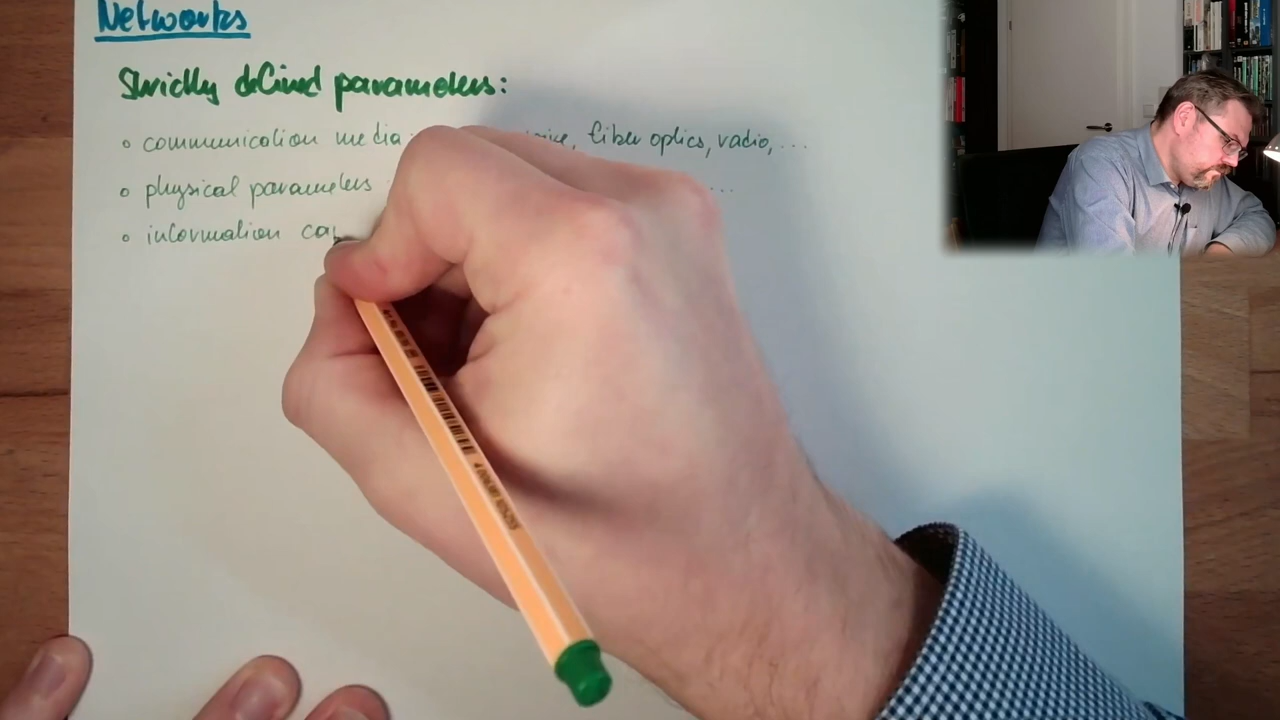 Networks
Strictly defined parameters:
• communication media : wire, fiber optics, radio, ...
• physical parameters ...
• information ca